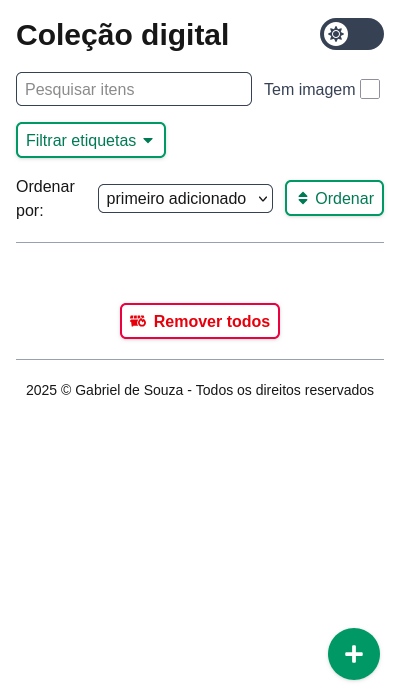 Coleção digital
Pesquisar itens
Tem imagem
Filtrar etiquetas
Ordenar por:
primeiro adicionado
Ordenar
Remover todos
2025 © Gabriel de Souza - Todos os direitos reservados